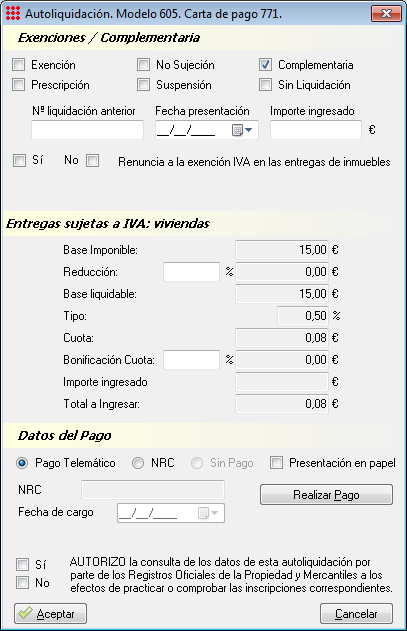 Autoliquidación. Modelo 605. Carta de pago 771.
Exenciones / Complementaria
Exención No Sujeción Complementaria
Prescripción Suspensión Sin Liquidación
Nº liquidación anterior Fecha presentación Importe ingresado
__/__/____ €
Sí No Renuncia a la exención IVA en las entregas de inmuebles
Entregas sujetas a IVA: viviendas
Base Imponible: 15,00 €
Reducción: % 0,00 €
Base liquidable: 15,00 €
Tipo: 0,50 %
Cuota: 0,08 €
Bonificación Cuota: % 0,00 €
Importe ingresado €
Total a Ingresar: 0,08 €
Datos del Pago
Pago Telemático NRC Sin Pago Presentación en papel
NRC Realizar Pago
Fecha de cargo __/__/____
Sí
No
AUTORIZO la consulta de los datos de esta autoliquidación por
parte de los Registros Oficiales de la Propiedad y Mercantiles a los
efectos de practicar o comprobar las inscripciones correspondientes.
Aceptar Cancelar